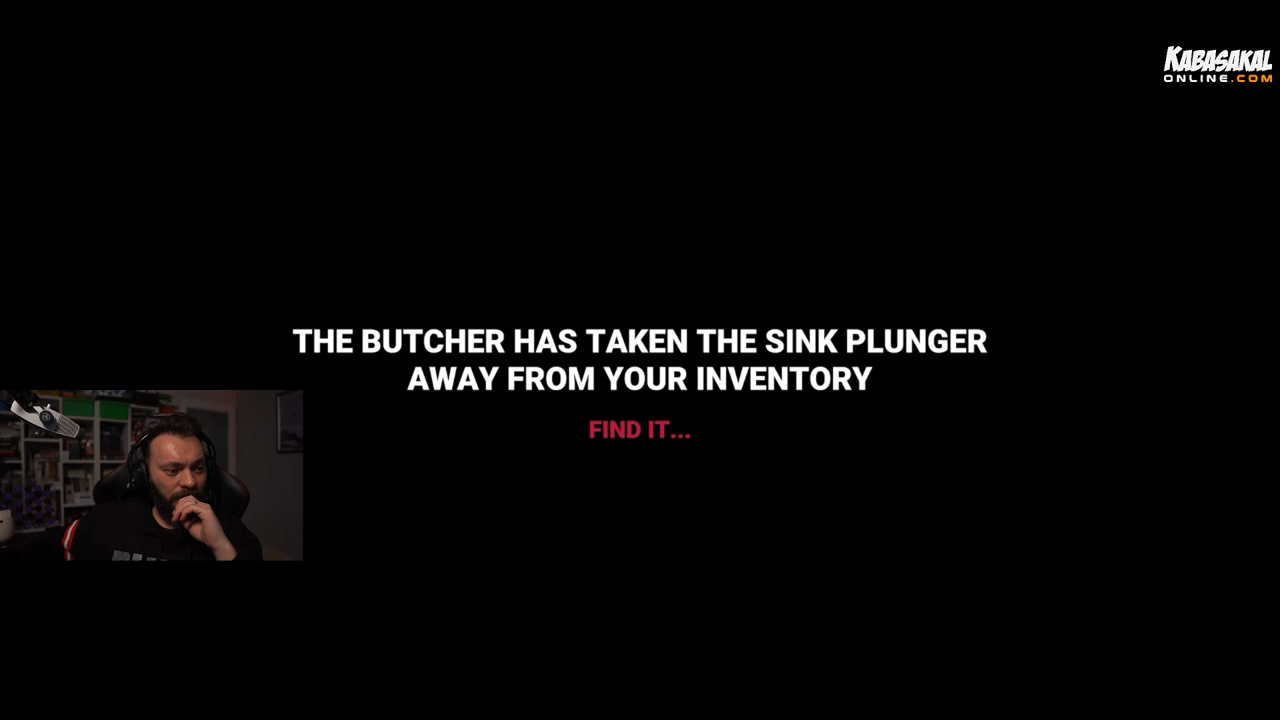 KABASAKAL
ONLINE.COM
THE BUTCHER HAS TAKEN THE SINK PLUNGER
AWAY FROM YOUR INVENTORY
FIND IT...